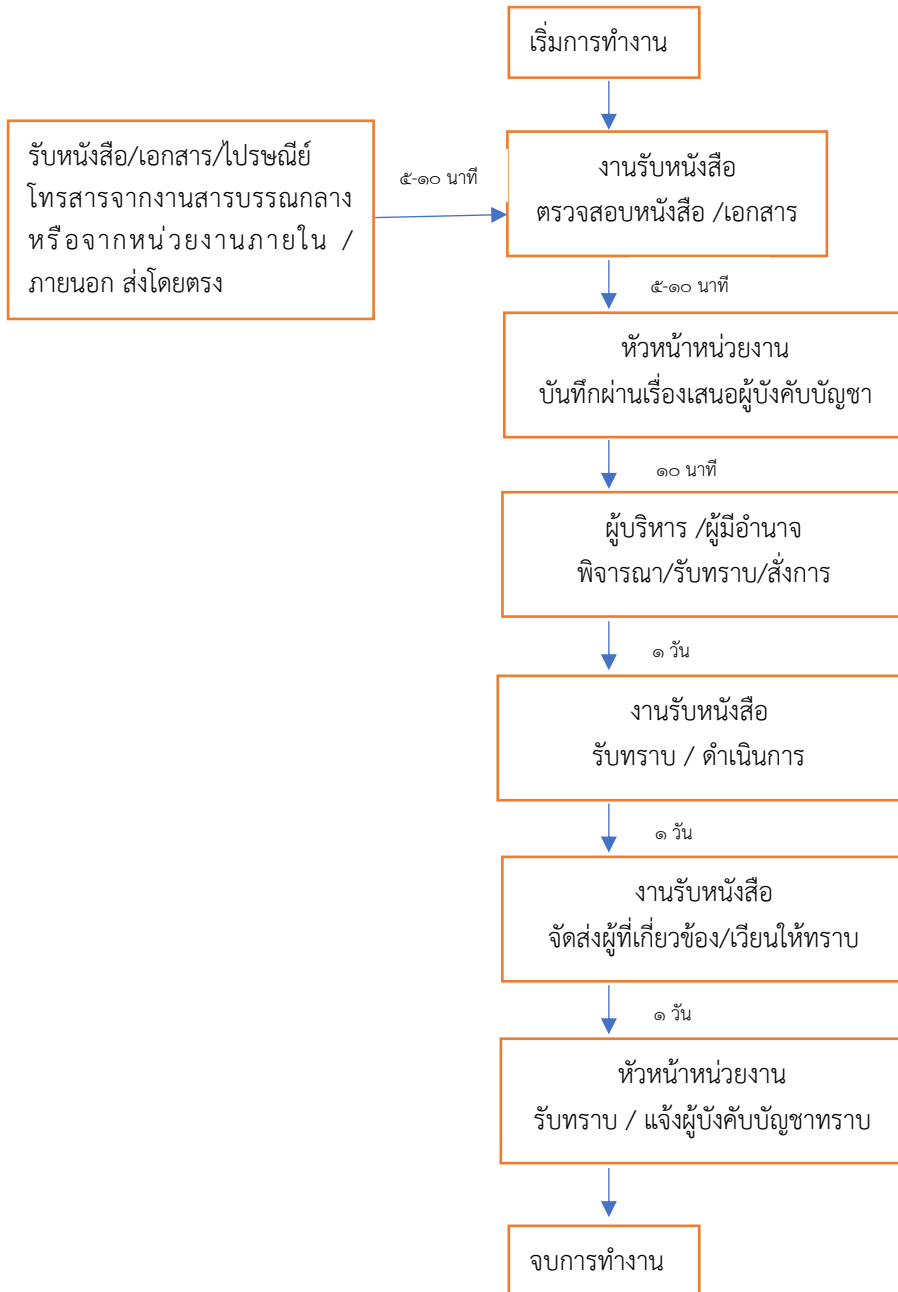 เริ่มการทำงาน
รับหนังสือ/เอกสาร/ไปรษณีย์
โทรสารจากงานสารบรรณกลาง
หรือจากหน่วยงานภายใน /
ภายนอก ส่งโดยตรง
๕-๑๐ นาที
งานรับหนังสือ
ตรวจสอบหนังสือ /เอกสาร
๕-๑๐ นาที
หัวหน้าหน่วยงาน
บันทึกผ่านเรื่องเสนอผู้บังคับบัญชา
๑๐ นาที
ผู้บริหาร /ผู้มีอำนาจ
พิจารณา/รับทราบ/สั่งการ
๑ วัน
งานรับหนังสือ
รับทราบ / ดำเนินการ
๑ วัน
งานรับหนังสือ
จัดส่งผู้ที่เกี่ยวข้อง/เวียนให้ทราบ
๑ วัน
หัวหน้าหน่วยงาน
รับทราบ / แจ้งผู้บังคับบัญชาทราบ
จบการทำงาน